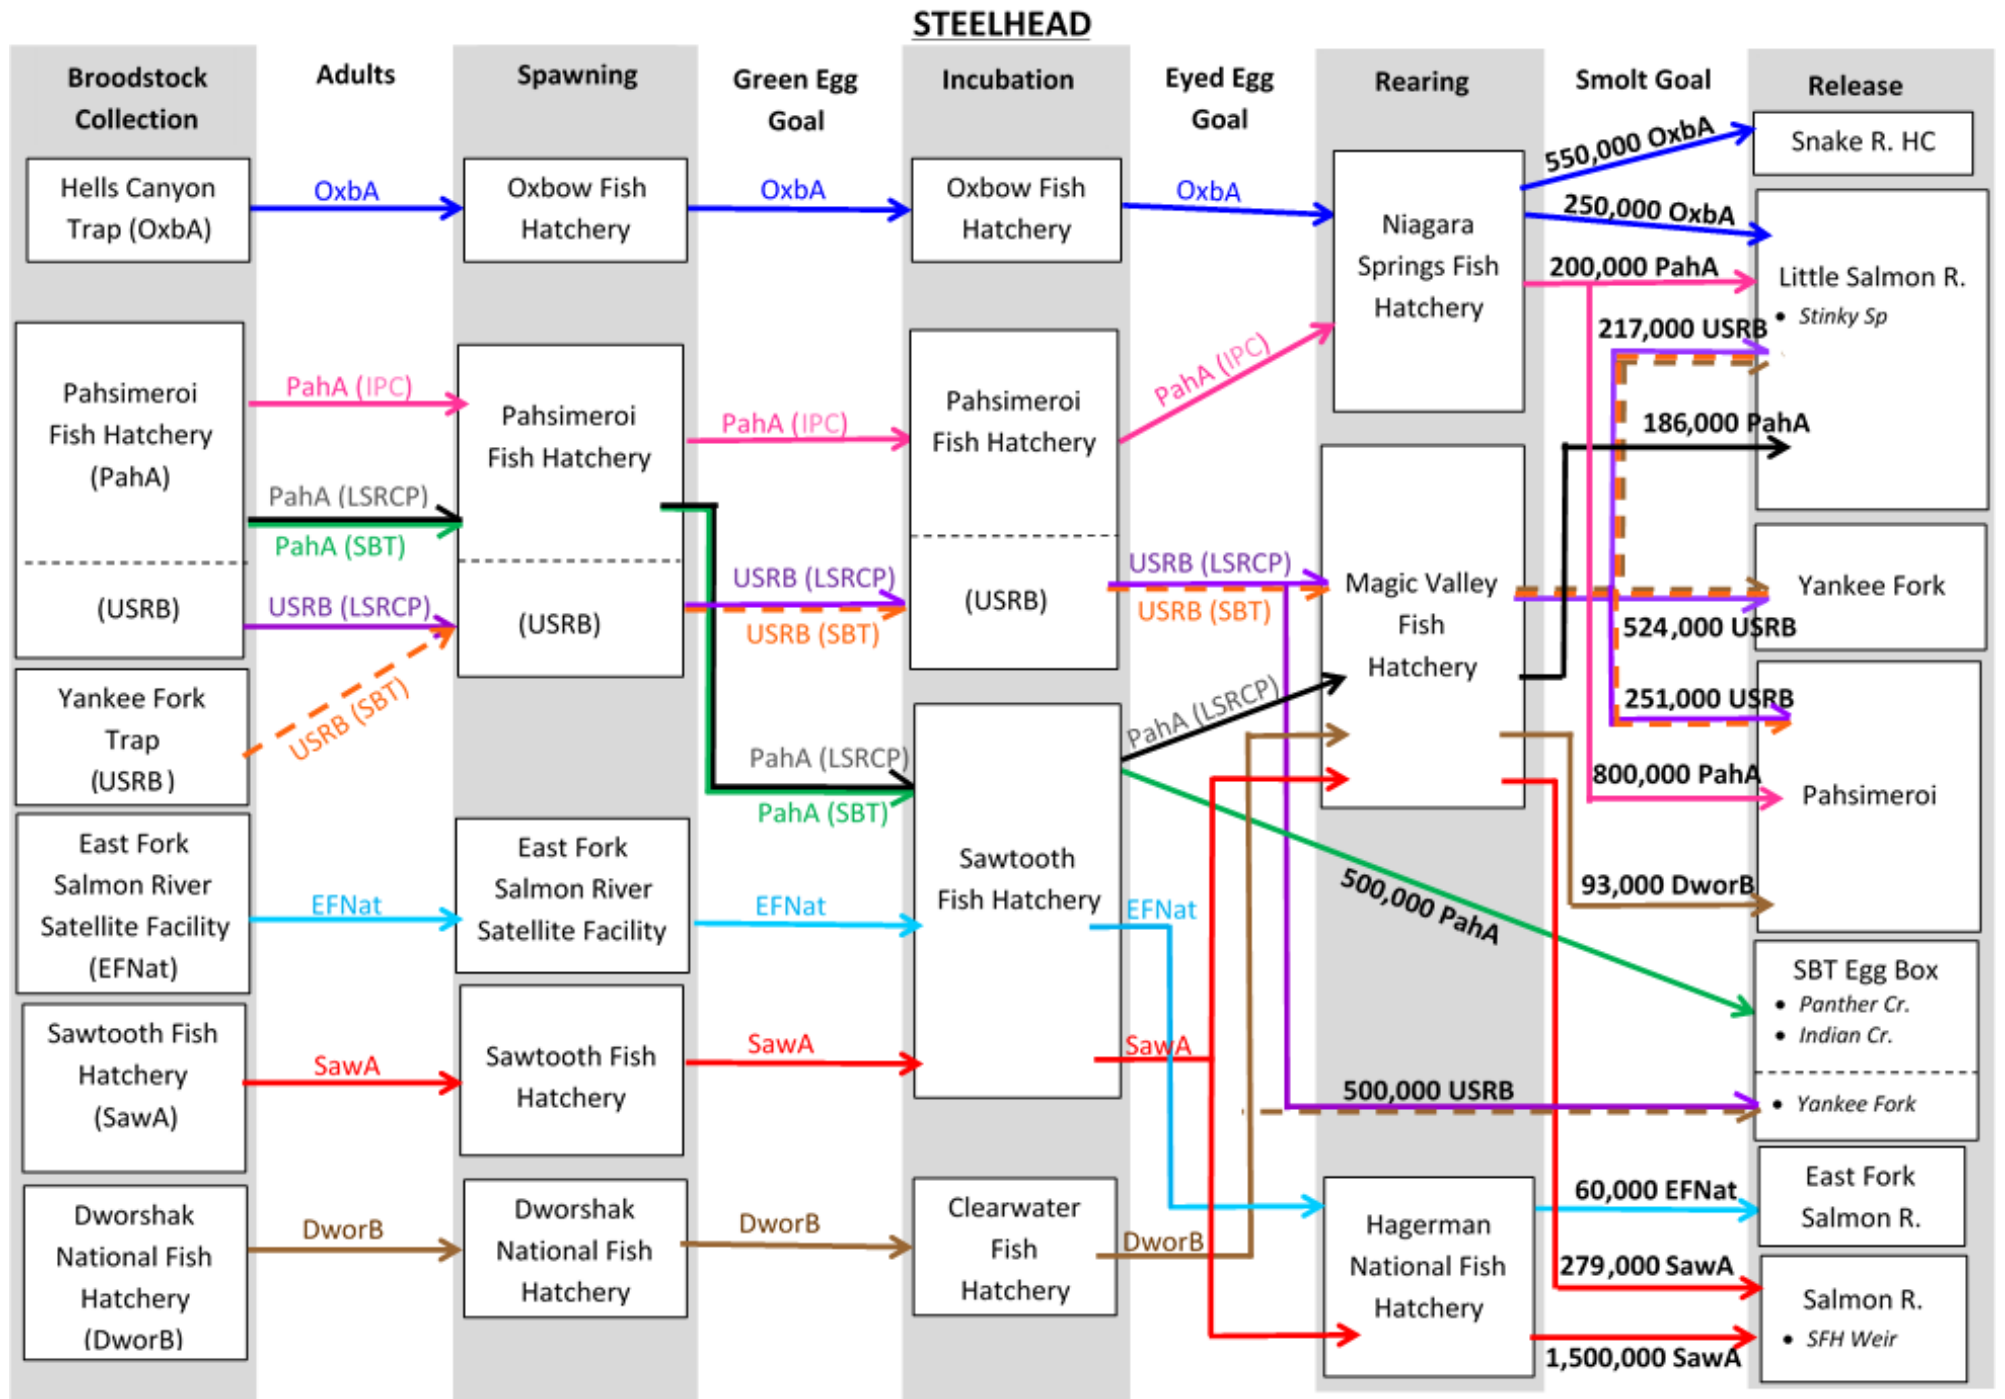 STEELHEAD
Broodstock
Collection
Adults
Spawning
Green Egg
Goal
Incubation
Eyed Egg
Goal
Rearing
Smolt Goal
Release
Hells Canyon
Trap (OxbA)
OxbA
Oxbow Fish
Hatchery
OxbA
Oxbow Fish
Hatchery
OxbA
Niagara
Springs Fish
Hatchery
550,000 OxbA
Snake R. HC
250,000 OxbA
200,000 PahA
Little Salmon R.
• Stinky Sp
217,000 USRB
186,000 PahA
Pahsimeroi
Fish Hatchery
(PahA)
(USRB)
PahA (IPC)
PahA (LSRCP)
PahA (SBT)
USRB (LSRCP)
Pahsimeroi
Fish Hatchery
(USRB)
PahA (IPC)
USRB (LSRCP)
USRB (SBT)
PahA (LSRCP)
PahA (SBT)
Pahsimeroi
Fish Hatchery
(USRB)
PahA (IPC)
USRB (LSRCP)
USRB (SBT)
PahA (LSRCP)
Magic Valley
Fish
Hatchery
Yankee Fork
524,000 USRB
251,000 USRB
800,000 PahA
Pahsimeroi
93,000 DworB
Yankee Fork
Trap
(USRB)
USRB (SBT)
East Fork
Salmon River
Satellite Facility
(EFNat)
EFNat
East Fork
Salmon River
Satellite Facility
EFNat
Sawtooth
Fish Hatchery
EFNat
500,000 PahA
SBT Egg Box
• Panther Cr.
• Indian Cr.
• Yankee Fork
Sawtooth Fish
Hatchery
(SawA)
SawA
Sawtooth Fish
Hatchery
SawA
SawA
500,000 USRB
Dworshak
National Fish
Hatchery
(DworB)
DworB
Dworshak
National Fish
Hatchery
DworB
Clearwater
Fish
Hatchery
DworB
Hagerman
National Fish
Hatchery
60,000 EFNat
East Fork
Salmon R.
279,000 SawA
1,500,000 SawA
Salmon R.
• SFH Weir